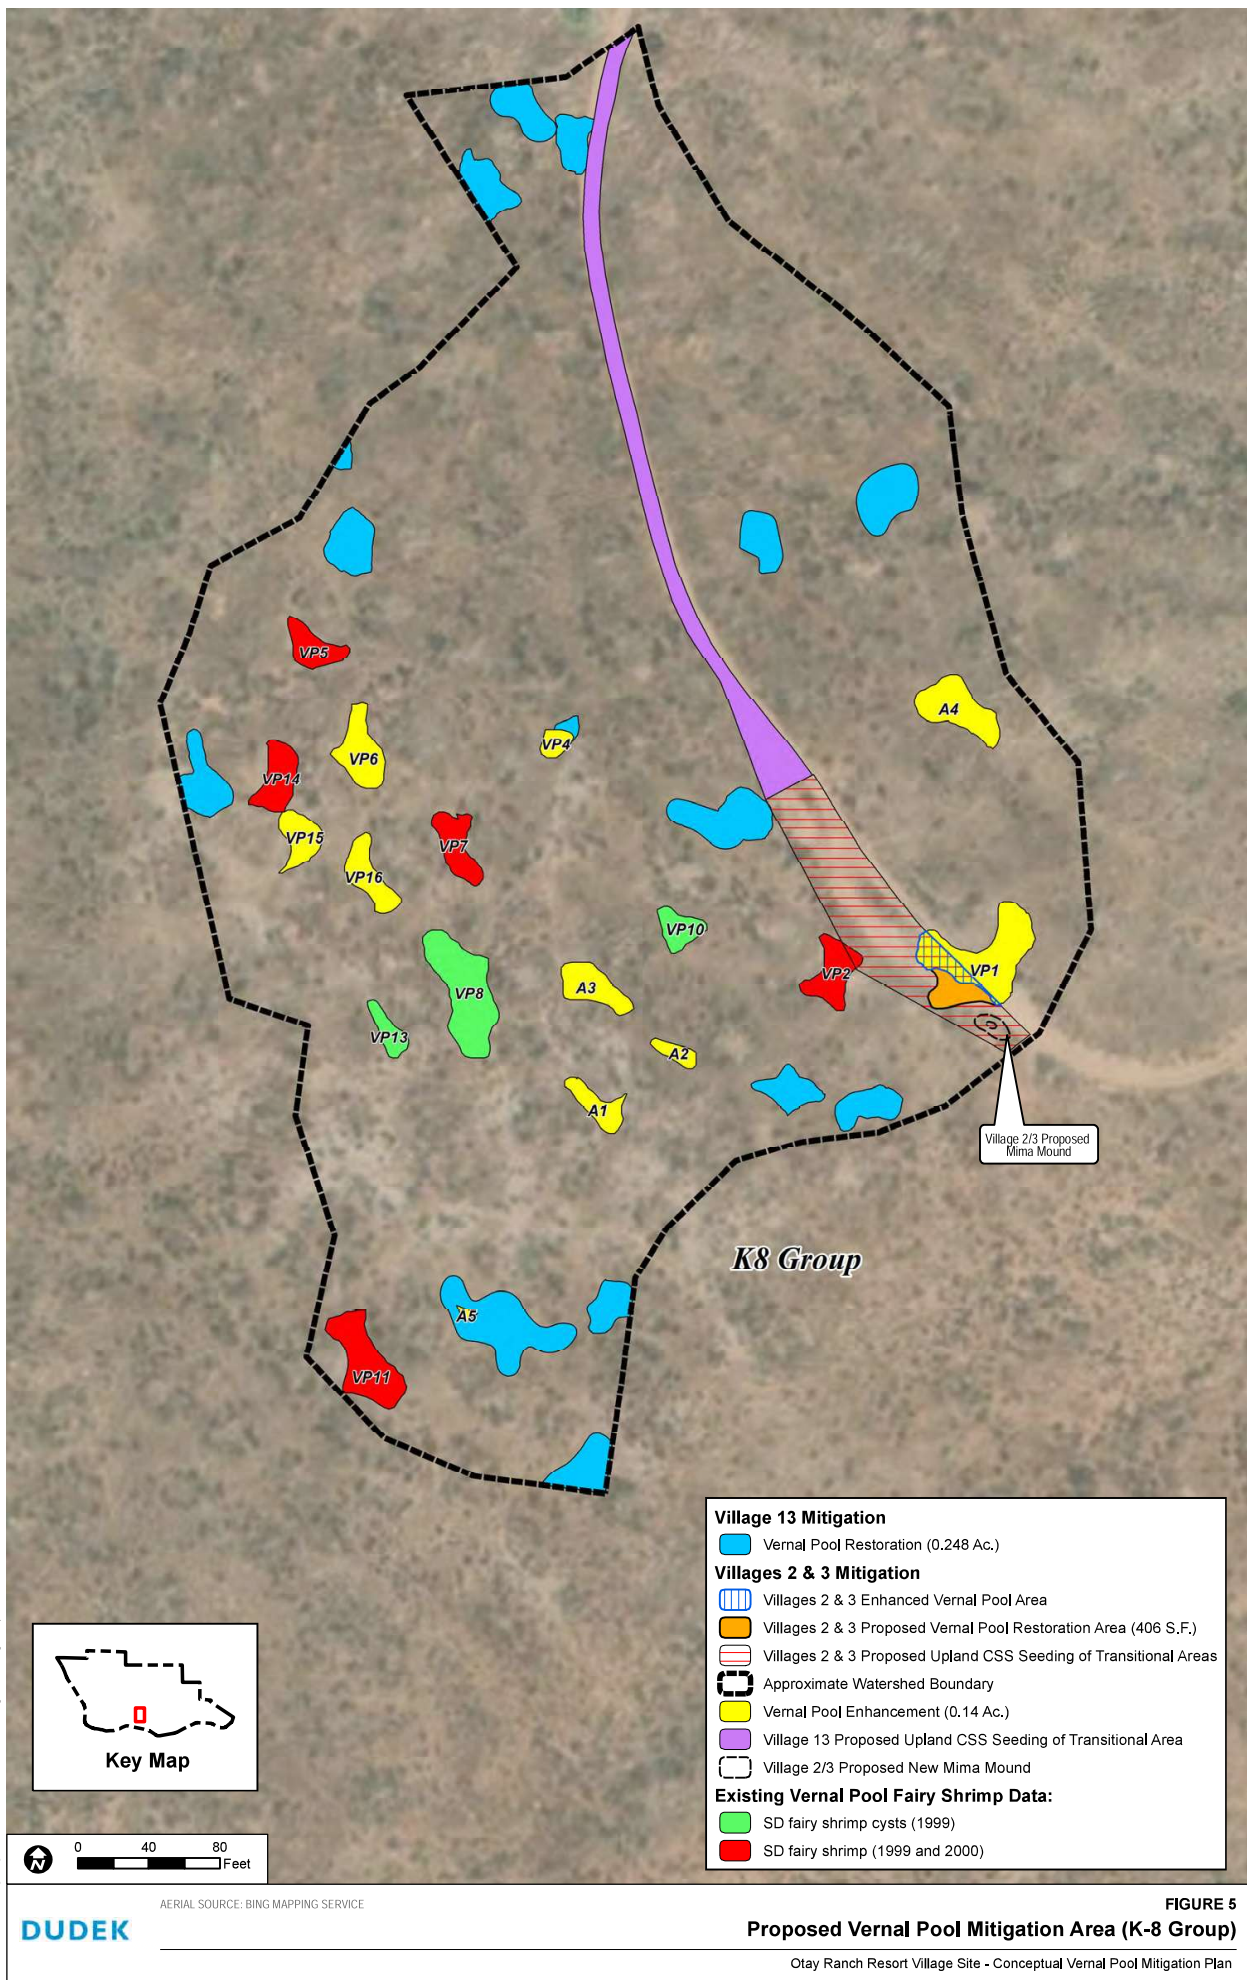 VP5
A4
VP4
VP6
VP14
VP15
VP7
VP16
VP10
VP1
VP2
A3
VP8
VP13
A2
A1
Village 2/3 Proposed
Mima Mound
K8 Group
A5
VP11
Village 13 Mitigation
Vernal Pool Restoration (0.248 Ac.)
Villages 2 & 3 Mitigation
Villages 2 & 3 Enhanced Vernal Pool Area
Villages 2 & 3 Proposed Vernal Pool Restoration Area (406 S.F.)
Villages 2 & 3 Proposed Upland CSS Seeding of Transitional Areas
Approximate Watershed Boundary
Vernal Pool Enhancement (0.14 Ac.)
Village 13 Proposed Upland CSS Seeding of Transitional Area
Village 2/3 Proposed New Mima Mound
Existing Vernal Pool Fairy Shrimp Data:
SD fairy shrimp cysts (1999)
SD fairy shrimp (1999 and 2000)
Key Map
N
0 40 80
Feet
DUDEK
AERIAL SOURCE: BING MAPPING SERVICE
FIGURE 5
Proposed Vernal Pool Mitigation Area (K-8 Group)
Otay Ranch Resort Village Site - Conceptual Vernal Pool Mitigation Plan